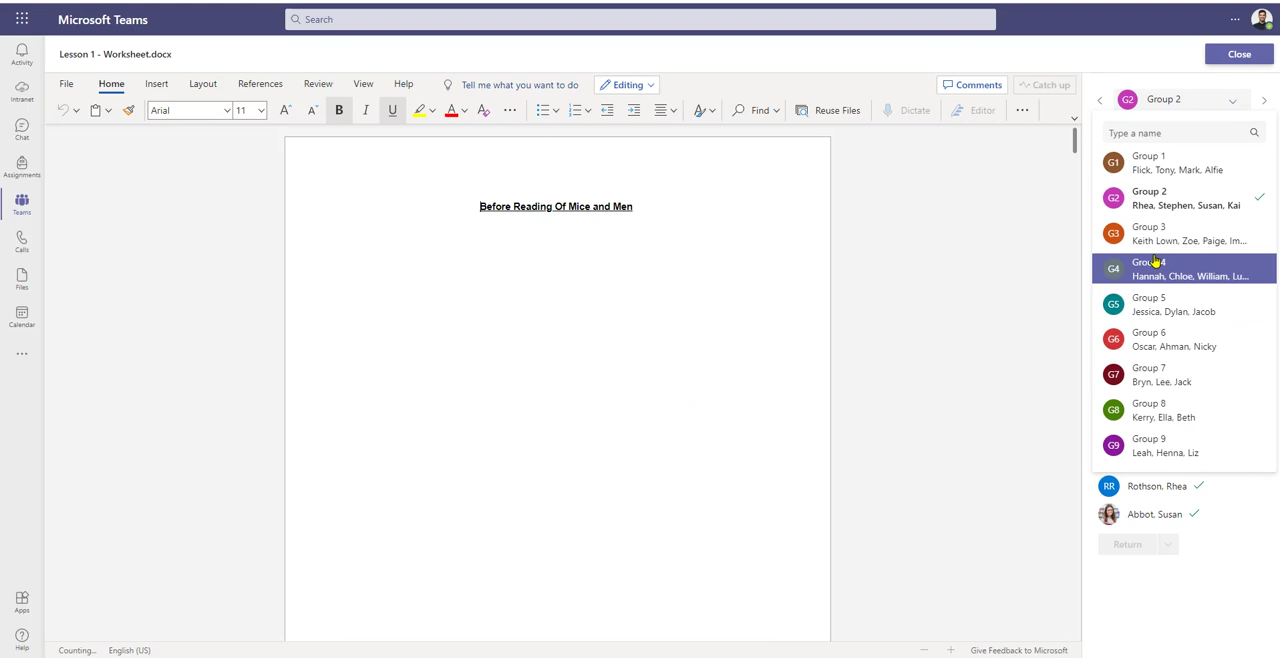 Microsoft Teams
Search
Lesson 1 - Worksheet.docx
Close
File Home Insert Layout References Review View Help Tell me what you want to do Editing Comments Catch up
Arial 11 B I U A Find Reuse Files Dictate Editor
Activity
Intranet
Chat
Assignments
Teams
Calls
Files
Calendar
Apps
Help
Before Reading Of Mice and Men
G2 Group 2
Type a name
G1 Group 1
Flick, Tony, Mark, Alfie
G2 Group 2
Rhea, Stephen, Susan, Kai
G3 Group 3
Keith Lown, Zoe, Paige, Im...
G4 Group 4
Hannah, Chloe, William, Lu...
G5 Group 5
Jessica, Dylan, Jacob
G6 Group 6
Oscar, Ahman, Nicky
G7 Group 7
Bryn, Lee, Jack
G8 Group 8
Kerry, Ella, Beth
G9 Group 9
Leah, Henna, Liz
RR Rothson, Rhea
Abbot, Susan
Return
Counting... English (US) Give Feedback to Microsoft